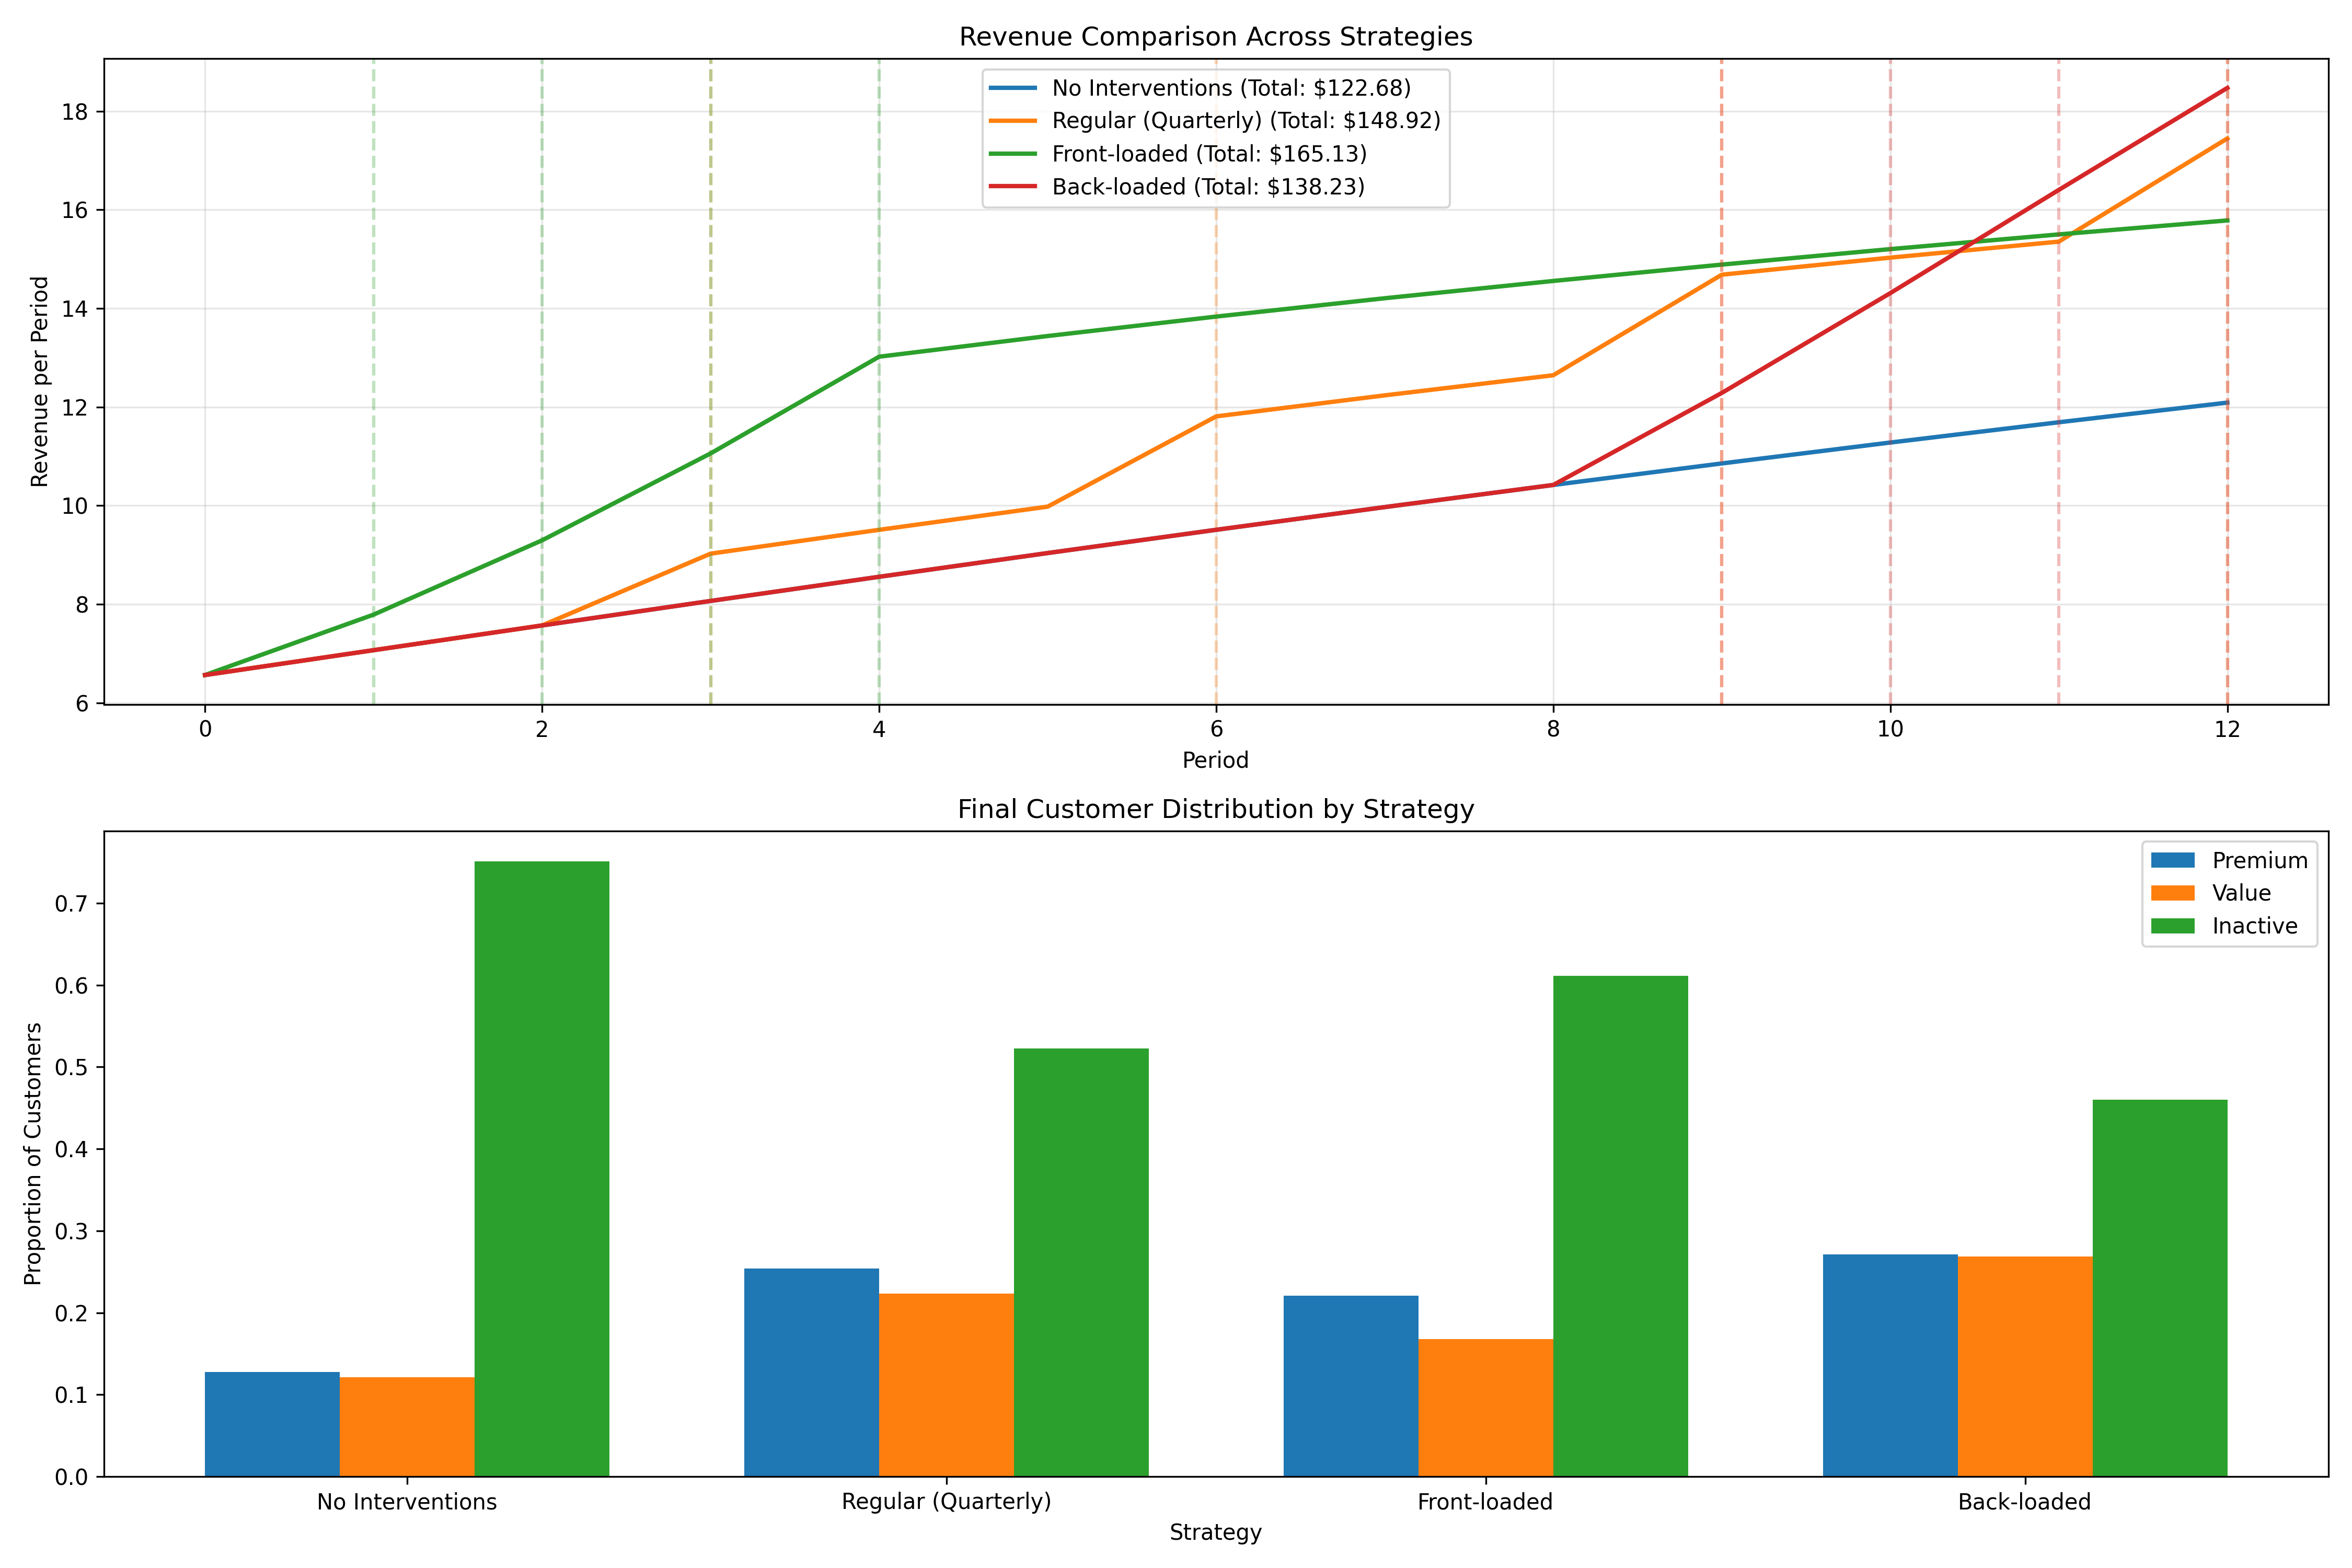 Revenue Comparison Across Strategies
No Interventions (Total: $122.68)
Regular (Quarterly) (Total: $148.92)
Front-loaded (Total: $165.13)
Back-loaded (Total: $138.23)
Revenue per Period
18
16
14
12
10
8
6
0 2 4 6 8 10 12
Period
Final Customer Distribution by Strategy
Premium
Value
Inactive
Proportion of Customers
0.7
0.6
0.5
0.4
0.3
0.2
0.1
0.0
No Interventions Regular (Quarterly) Front-loaded Back-loaded
Strategy